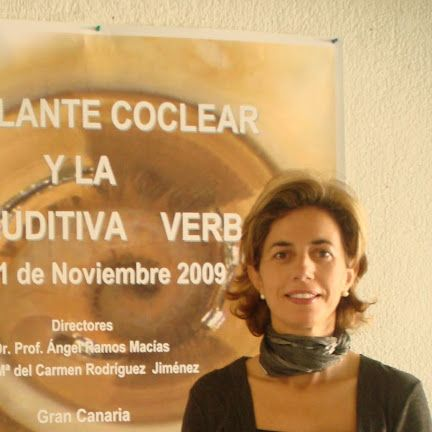 LANTE COCLEAR
Y LA
UDITIVA VERB
1 de Noviembre 2009
Directores
Dr. Prof. Ángel Ramos Macías
Mª del Carmen Rodríguez Jiménez
Gran Canaria